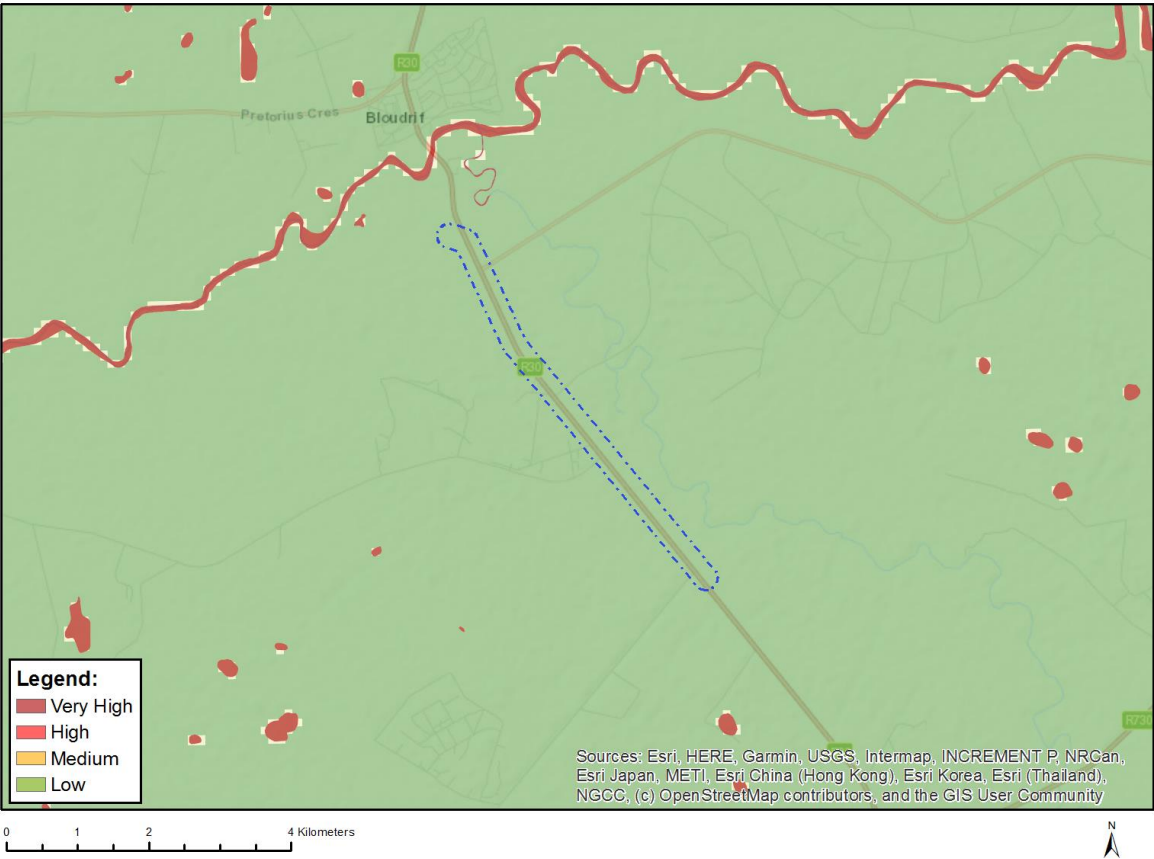 R30
Pretorius Cres
Bloudrif
R30
R730
Legend:
Very High
High
Medium
Low
Sources: Esri, HERE, Garmin, USGS, Intermap, INCREMENT P, NRCan,
Esri Japan, METI, Esri China (Hong Kong), Esri Korea, Esri (Thailand),
NGCC, (c) OpenStreetMap contributors, and the GIS User Community
0 1 2 4 Kilometers
N